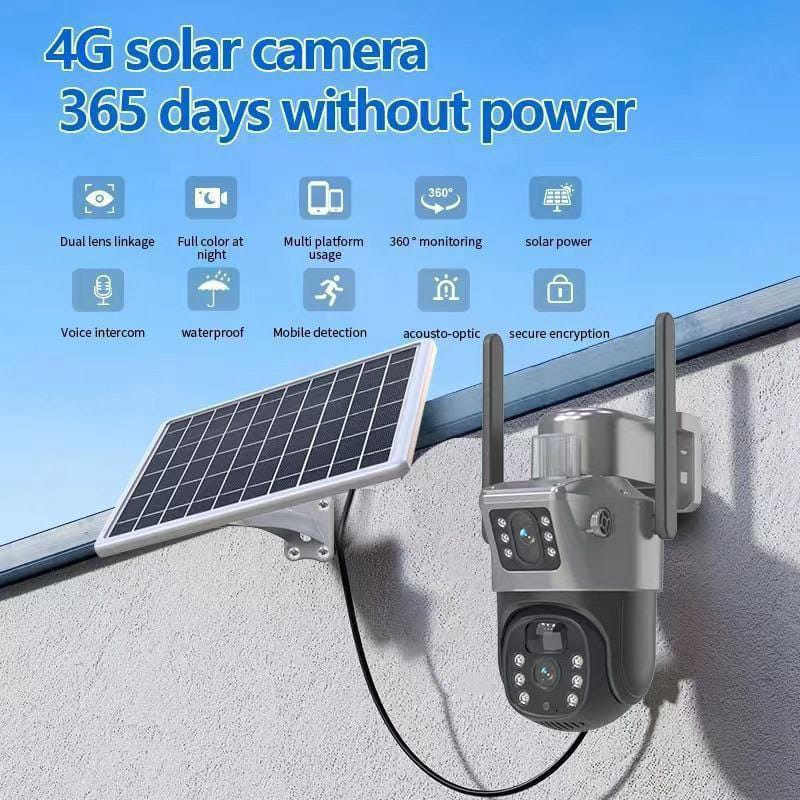 4G solar camera
365 days without power
360°
Dual lens linkage
Full color at
night
Multi platform
usage
360 ° monitoring
solar power
Voice intercom
waterproof
Mobile detection
acousto-optic
secure encryption